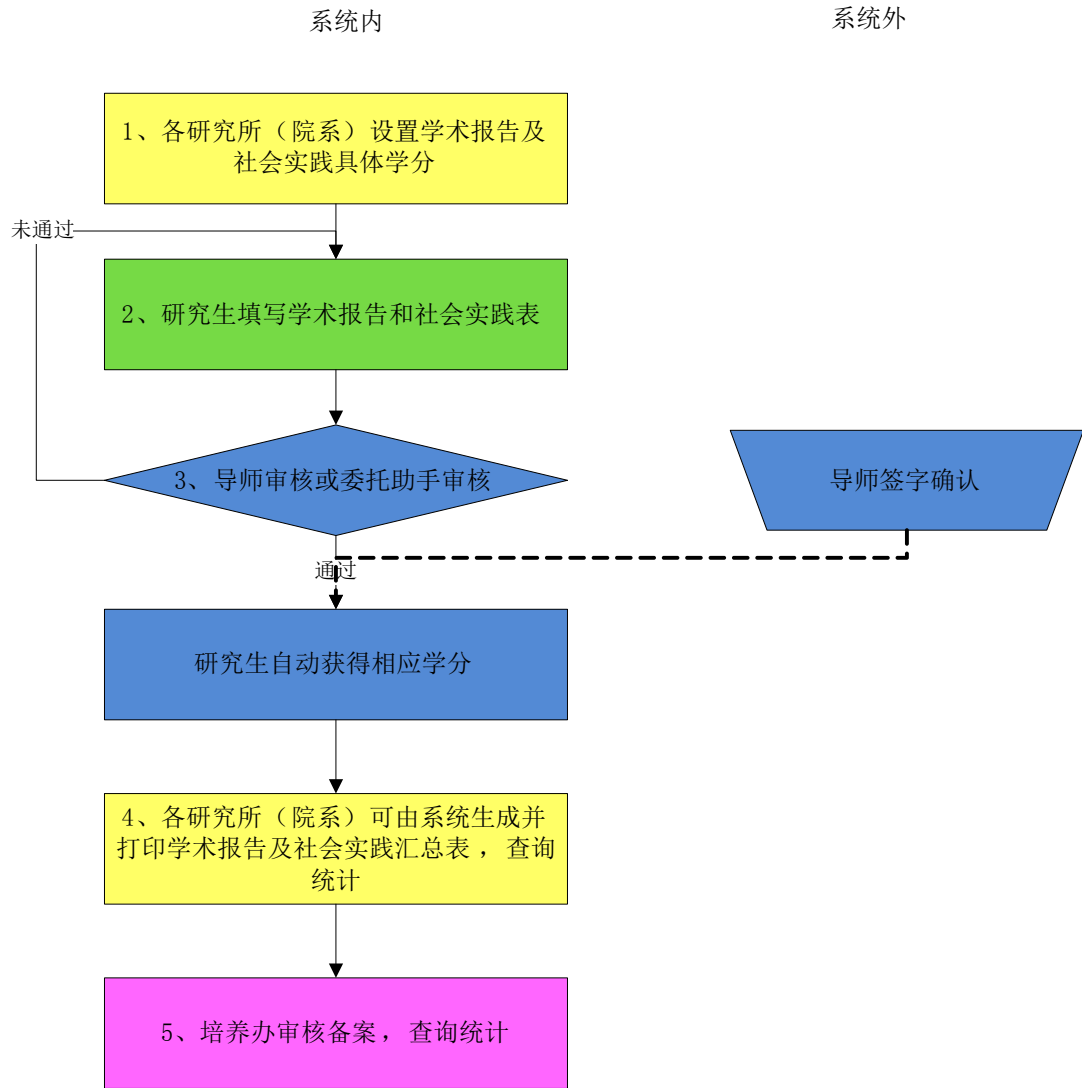 系统内
系统外
1、各研究所（院系）设置学术报告及
社会实践具体学分
未通过
2、研究生填写学术报告和社会实践表
3、导师审核或委托助手审核
导师签字确认
通过
研究生自动获得相应学分
4、各研究所（院系）可由系统生成并
打印学术报告及社会实践汇总表，查询
统计
5、培养办审核备案，查询统计